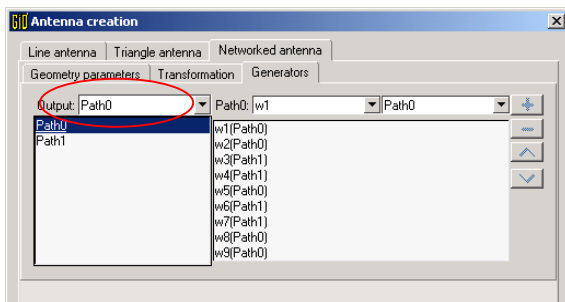 GiD Antenna creation
Line antenna Triangle antenna Networked antenna
Geometry parameters Transformation Generators
Output: Path0 Path0: w1 Path0
Path0
Path1
w1(Path0)
w2(Path0)
w3(Path1)
w4(Path1)
w5(Path0)
w6(Path1)
w7(Path1)
w8(Path0)
w9(Path0)